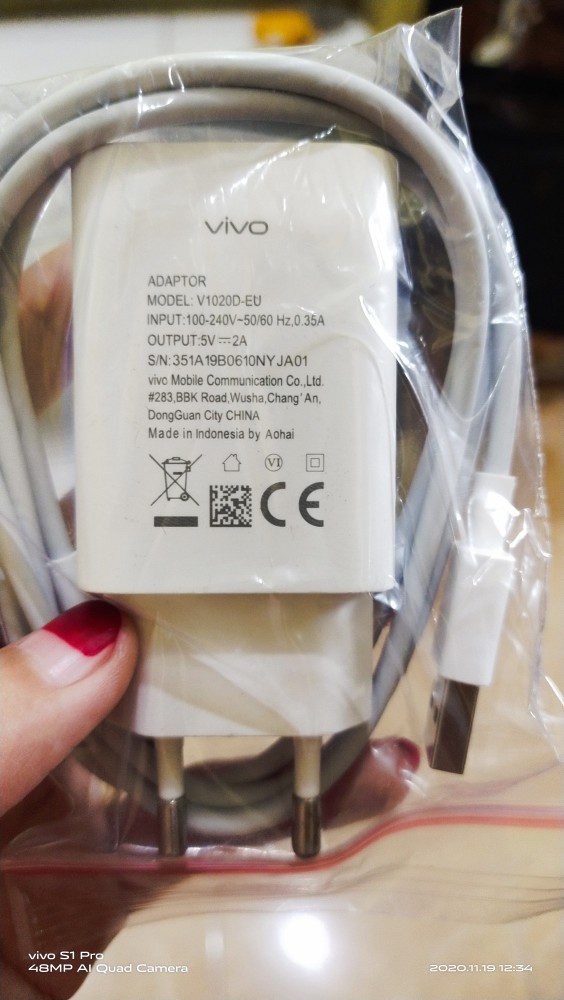 vivo
ADAPTOR
MODEL: V1020D-EU
INPUT:100-240V~50/60 Hz,0.35A
OUTPUT:5V⎓2A
S/N:351A19B0610NYJA01
vivo Mobile Communication Co.,Ltd.
#283,BBK Road,Wusha,Chang'An,
DongGuan City CHINA
Made in Indonesia by Aohai
VI
CE
vivo S1 Pro
48MP AI Quad Camera
2020.11.19 12:34